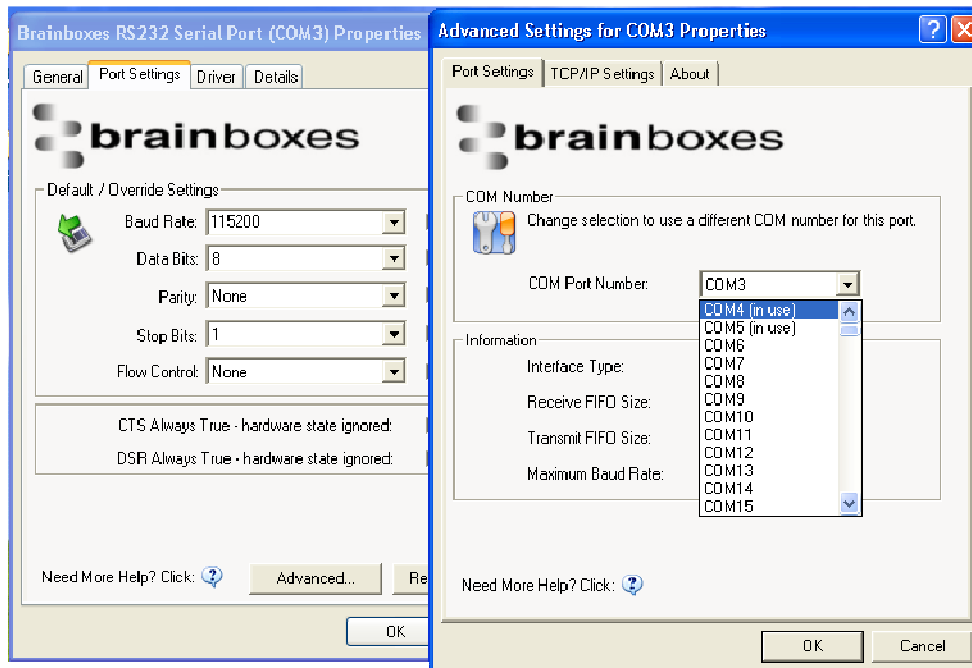 Brainboxes RS232 Serial Port (COM3) Properties
General
Port Settings
Driver
Details
brainboxes
Default / Override Settings
Baud Rate: 115200
Data Bits: 8
Parity: None
Stop Bits: 1
Flow Control: None
CTS Always True - hardware state ignored:
DSR Always True - hardware state ignored:
Need More Help? Click:
Advanced...
Re
OK
Advanced Settings for COM3 Properties
Port Settings
TCP/IP Settings
About
brainboxes
COM Number
Change selection to use a different COM number for this port.
COM Port Number: COM3
COM4 (in use)
COM5 (in use)
COM6
COM7
COM8
COM9
COM10
COM11
COM12
COM13
COM14
COM15
Information
Interface Type:
Receive FIFO Size:
Transmit FIFO Size:
Maximum Baud Rate:
Need More Help? Click:
OK
Cancel